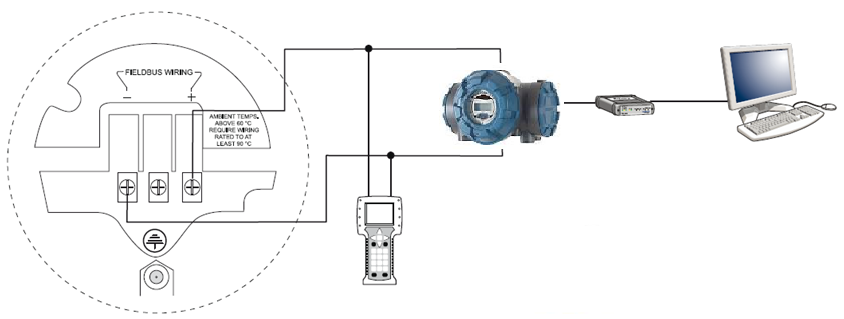 FIELDBUS WIRING
− +
AMBIENT TEMPS.
ABOVE 60 °C
REQUIRE WIRING
RATED TO AT
LEAST 90 °C